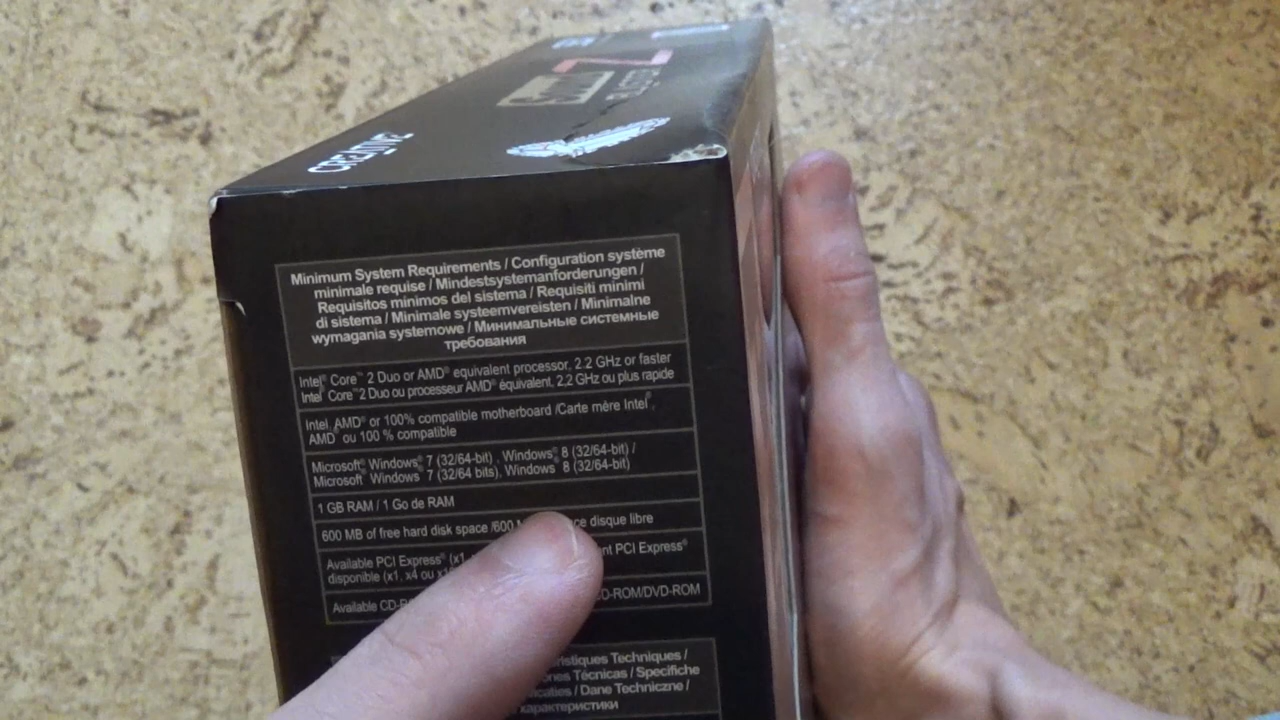 CREATIVE
SOUND
BLASTER
Z
Minimum System Requirements / Configuration système
minimale requise / Mindestsystemanforderungen /
Requisitos minimos del sistema / Requisiti minimi
di sistema / Minimale systeemvereisten / Minimalne
wymagania systemowe / Минимальные системные
требования
Intel® Core™ 2 Duo or AMD® equivalent processor, 2.2 GHz or faster
Intel® Core™ 2 Duo ou processeur AMD® équivalent, 2,2 GHz ou plus rapide
Intel, AMD® or 100% compatible motherboard /Carte mère Intel®,
AMD® ou 100 % compatible
Microsoft® Windows® 7 (32/64-bit) , Windows® 8 (32/64-bit) /
Microsoft® Windows® 7 (32/64 bits), Windows® 8 (32/64-bit)
1 GB RAM / 1 Go de RAM
600 MB of free hard disk space /600 disque libre
Available PCI Express® (x1, PCI Express®
disponible (x1, x4 ou
Available CD-ROM/DVD-ROM
Techniques /
Técnicas / Specifiche
/ Dane Techniczne /
характеристики